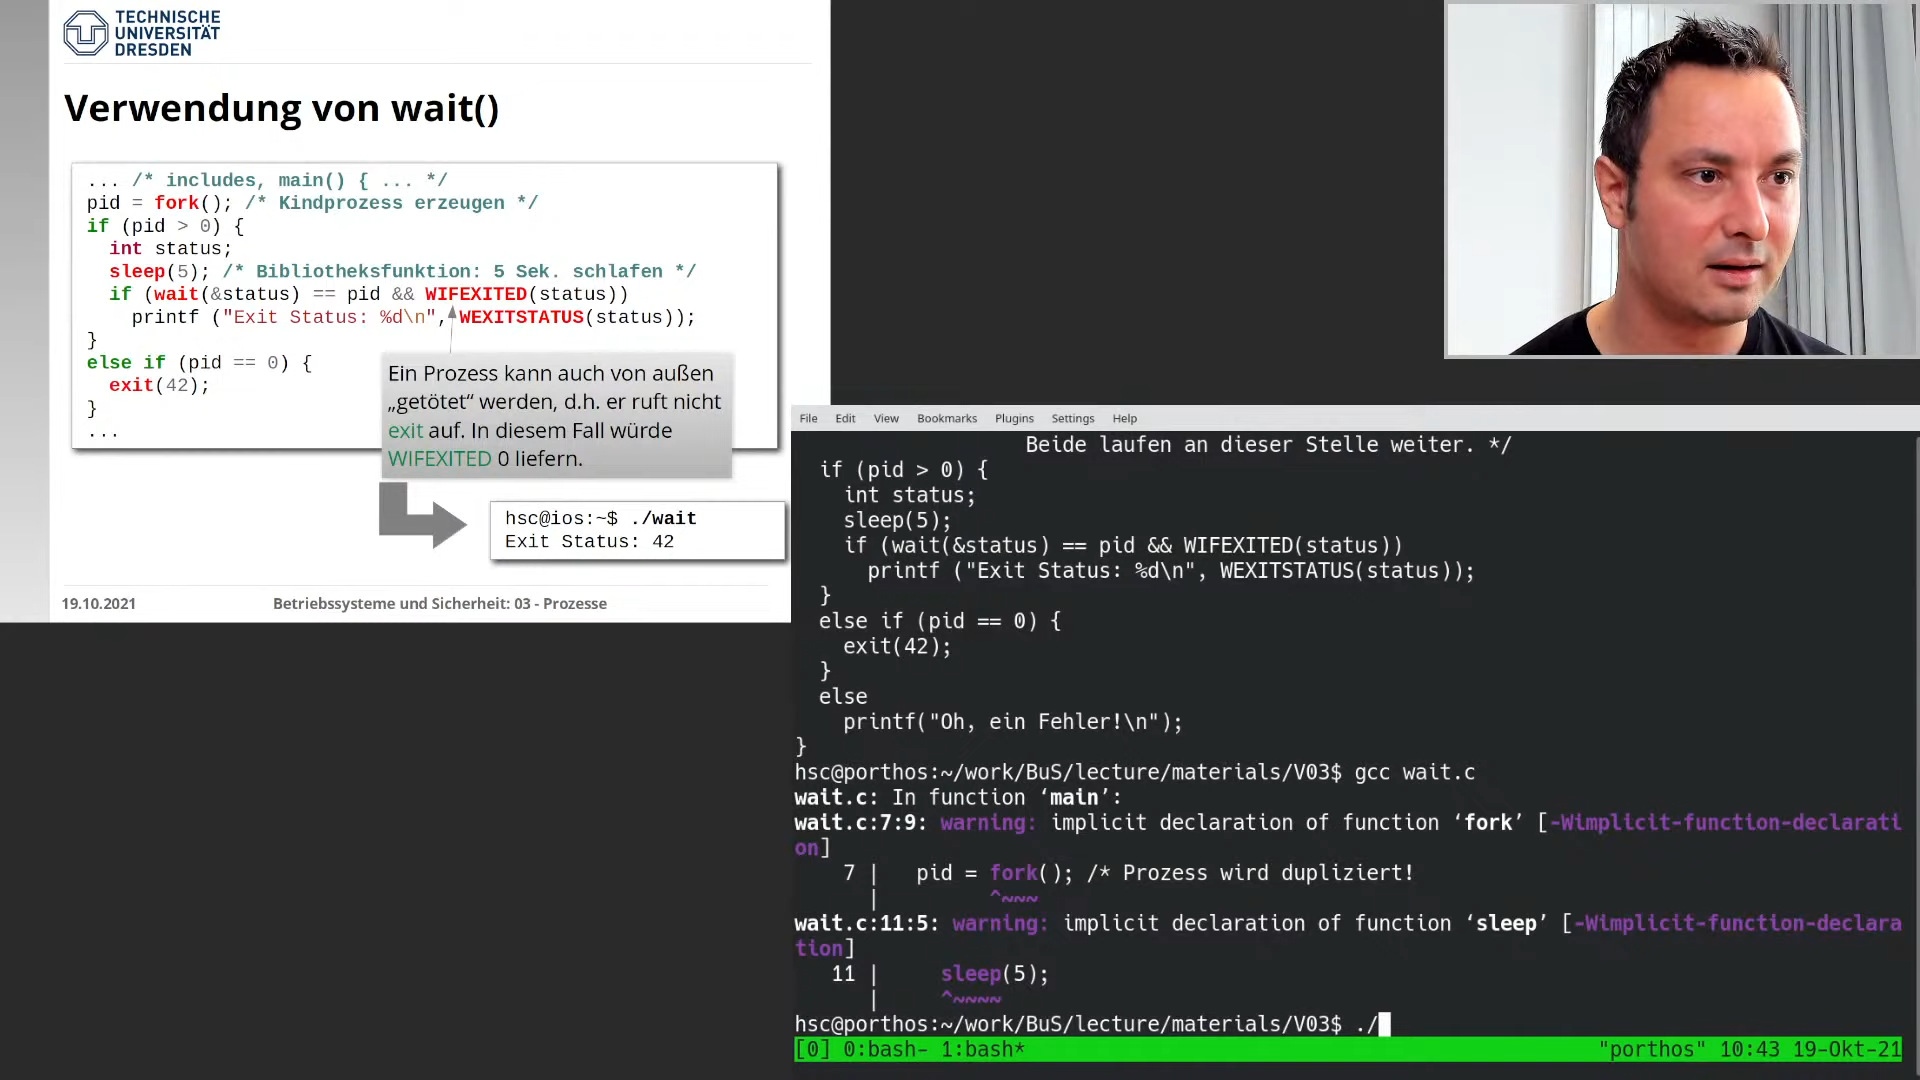 TECHNISCHE
UNIVERSITÄT
DRESDEN
Verwendung von wait()
... /* includes, main() { ... */
pid = fork(); /* Kindprozess erzeugen */
if (pid > 0) {
int status;
sleep(5); /* Bibliotheksfunktion: 5 Sek. schlafen */
if (wait(&status) == pid && WIFEXITED(status))
printf ("Exit Status: %d\n", WEXITSTATUS(status));
}
else if (pid == 0) {
exit(42);
}
...
Ein Prozess kann auch von außen
„getötet“ werden, d.h. er ruft nicht
exit auf. In diesem Fall würde
WIFEXITED 0 liefern.
hsc@ios:~$ ./wait
Exit Status: 42
19.10.2021 Betriebssysteme und Sicherheit: 03 - Prozesse
File Edit View Bookmarks Plugins Settings Help
Beide laufen an dieser Stelle weiter. */
if (pid > 0) {
int status;
sleep(5);
if (wait(&status) == pid && WIFEXITED(status))
printf ("Exit Status: %d\n", WEXITSTATUS(status));
}
else if (pid == 0) {
exit(42);
}
else
printf("Oh, ein Fehler!\n");
}
hsc@porthos:~/work/BuS/lecture/materials/V03$ gcc wait.c
wait.c: In function ‘main’:
wait.c:7:9: warning: implicit declaration of function ‘fork’ [-Wimplicit-function-declarati
on]
7 | pid = fork(); /* Prozess wird dupliziert!
| ^~~~
wait.c:11:5: warning: implicit declaration of function ‘sleep’ [-Wimplicit-function-declara
tion]
11 | sleep(5);
| ^~~~~
hsc@porthos:~/work/BuS/lecture/materials/V03$ ./
[0] 0:bash- 1:bash* "porthos" 10:43 19-Okt-21